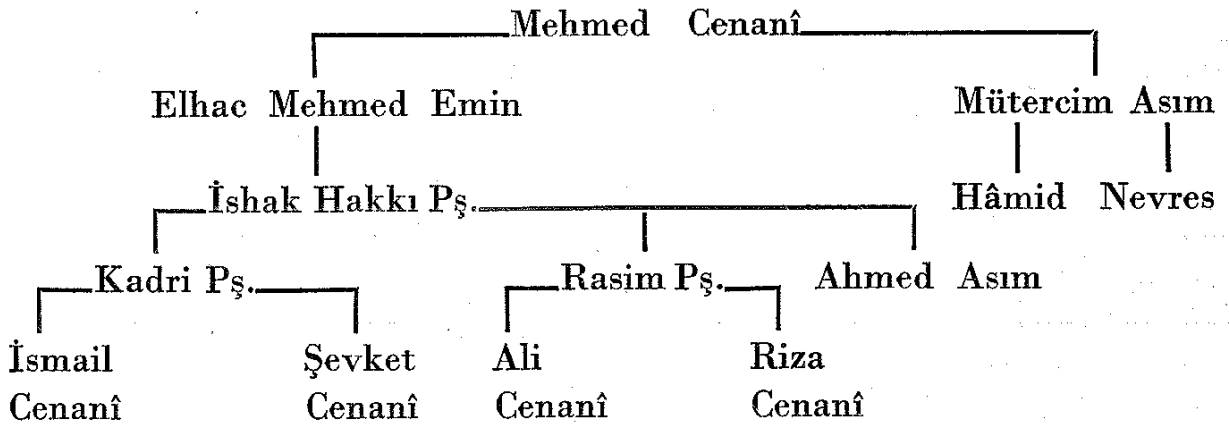 Mehmed Cenanî
Elhac Mehmed Emin Mütercim Asım
İshak Hakkı Pş. Hâmid Nevres
Kadri Pş. Rasim Pş. Ahmed Asım
İsmail Şevket Ali Riza
Cenanî Cenanî Cenanî Cenanî